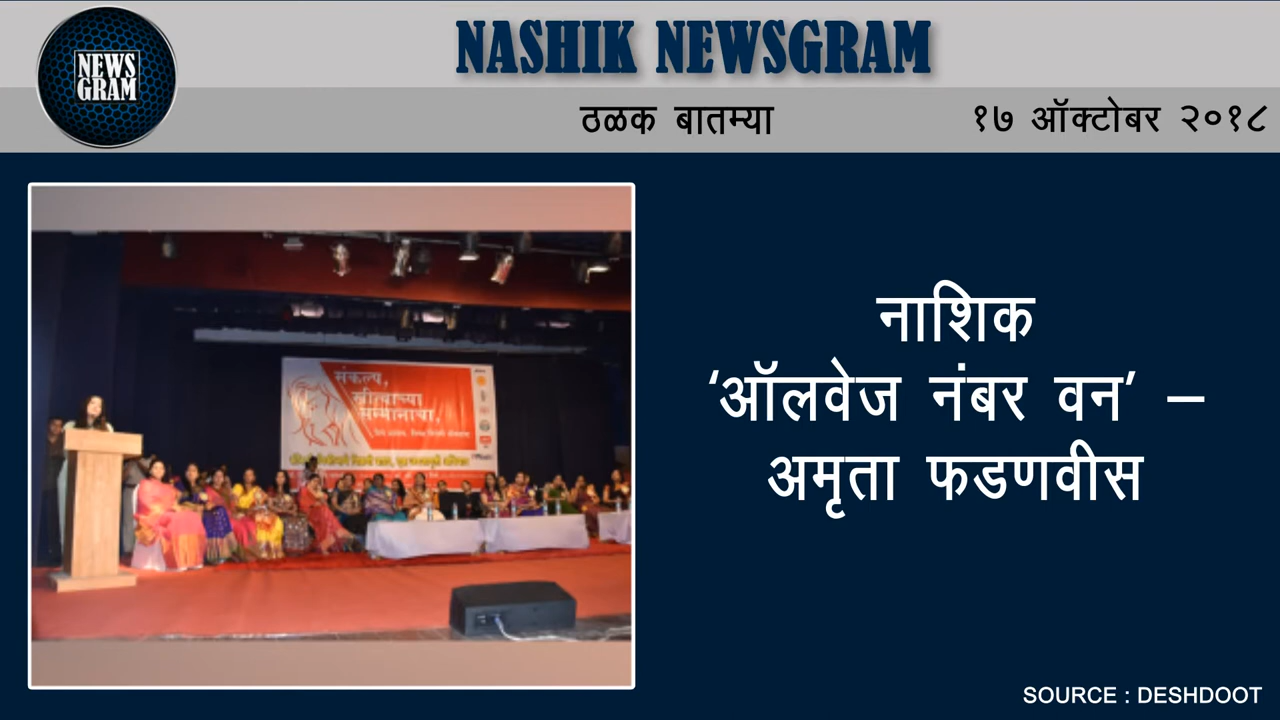 NEWS
GRAM
NASHIK NEWSGRAM
ठळक बातम्या
१७ ऑक्टोबर २०१८
संकल्प,
स्त्रीत्वाच्या
सन्मानाचा,
नाशिक
‘ऑलवेज नंबर वन’ –
अमृता फडणवीस
SOURCE : DESHDOOT